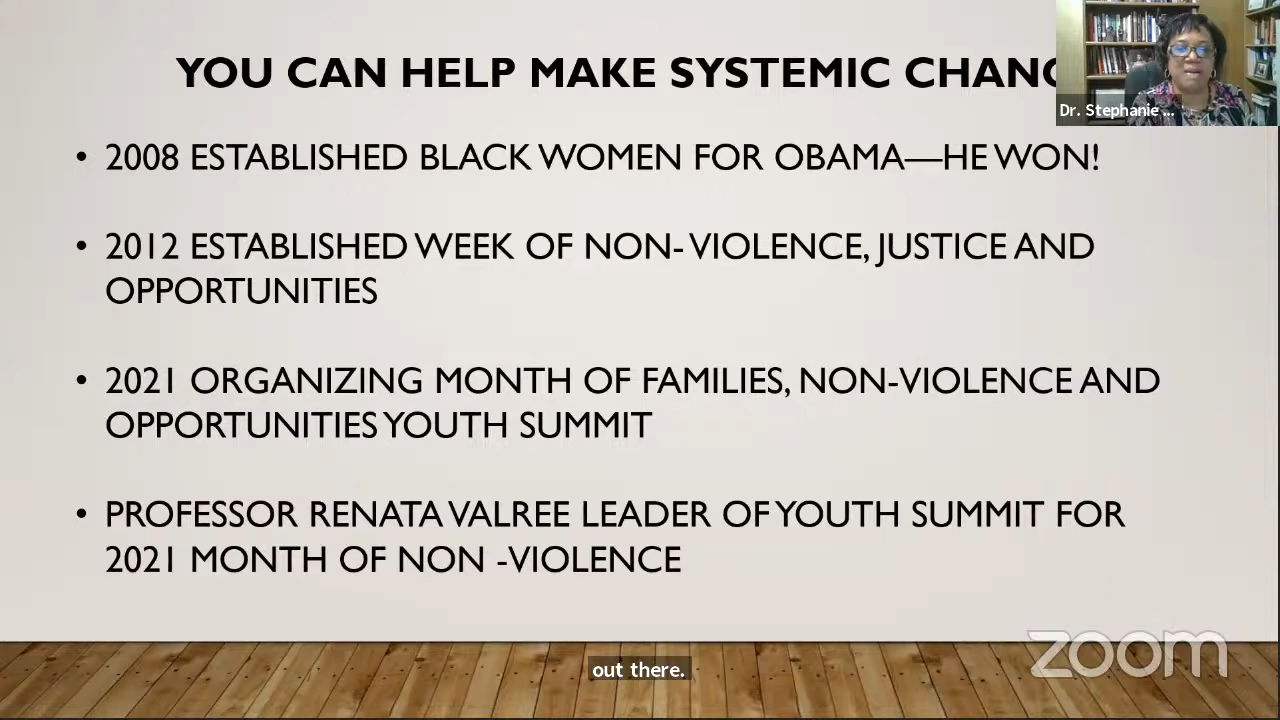 YOU CAN HELP MAKE SYSTEMIC CHANG
Dr. Stephanie ...
• 2008 ESTABLISHED BLACK WOMEN FOR OBAMA—HE WON!
• 2012 ESTABLISHED WEEK OF NON- VIOLENCE, JUSTICE AND
OPPORTUNITIES
• 2021 ORGANIZING MONTH OF FAMILIES, NON-VIOLENCE AND
OPPORTUNITIES YOUTH SUMMIT
• PROFESSOR RENATA VALREE LEADER OF YOUTH SUMMIT FOR
2021 MONTH OF NON -VIOLENCE
zoom
out there.